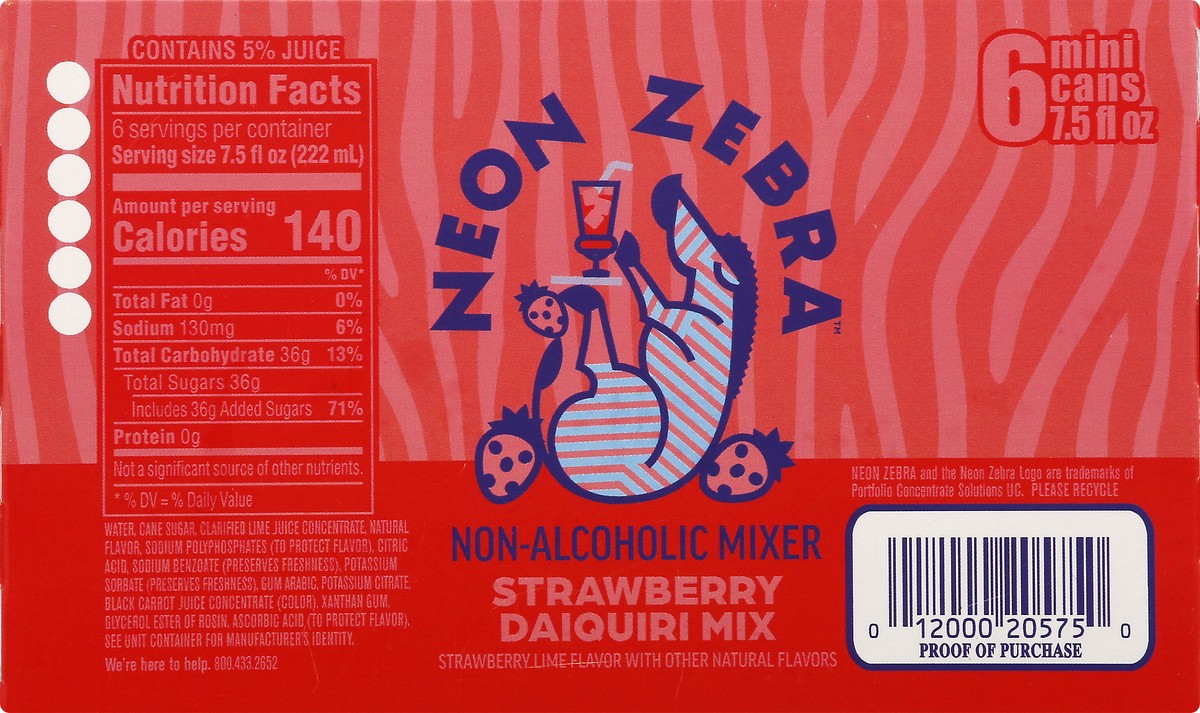 CONTAINS 5% JUICE
Nutrition Facts
6 servings per container
Serving size 7.5 fl oz (222 mL)
Amount per serving
Calories 140
% DV*
Total Fat 0g 0%
Sodium 130mg 6%
Total Carbohydrate 36g 13%
Total Sugars 36g
Includes 36g Added Sugars 71%
Protein 0g
Not a significant source of other nutrients.
* % DV = % Daily Value
WATER, CANE SUGAR, CLARIFIED LIME JUICE CONCENTRATE, NATURAL
FLAVOR, SODIUM POLYPHOSPHATES (TO PROTECT FLAVOR), CITRIC
ACID, SODIUM BENZOATE (PRESERVES FRESHNESS), POTASSIUM
SORBATE (PRESERVES FRESHNESS), GUM ARABIC, POTASSIUM CITRATE,
BLACK CARROT JUICE CONCENTRATE (COLOR), XANTHAN GUM,
GLYCEROL ESTER OF ROSIN, ASCORBIC ACID (TO PROTECT FLAVOR).
SEE UNIT CONTAINER FOR MANUFACTURER'S IDENTITY.
We're here to help. 800.433.2652
NEON ZEBRA™
NON-ALCOHOLIC MIXER
STRAWBERRY
DAIQUIRI MIX
STRAWBERRY LIME FLAVOR WITH OTHER NATURAL FLAVORS
6 mini
cans
7.5 fl oz
NEON ZEBRA and the Neon Zebra Logo are trademarks of
Portfolio Concentrate Solutions UC. PLEASE RECYCLE
0 12000 20575 0
PROOF OF PURCHASE